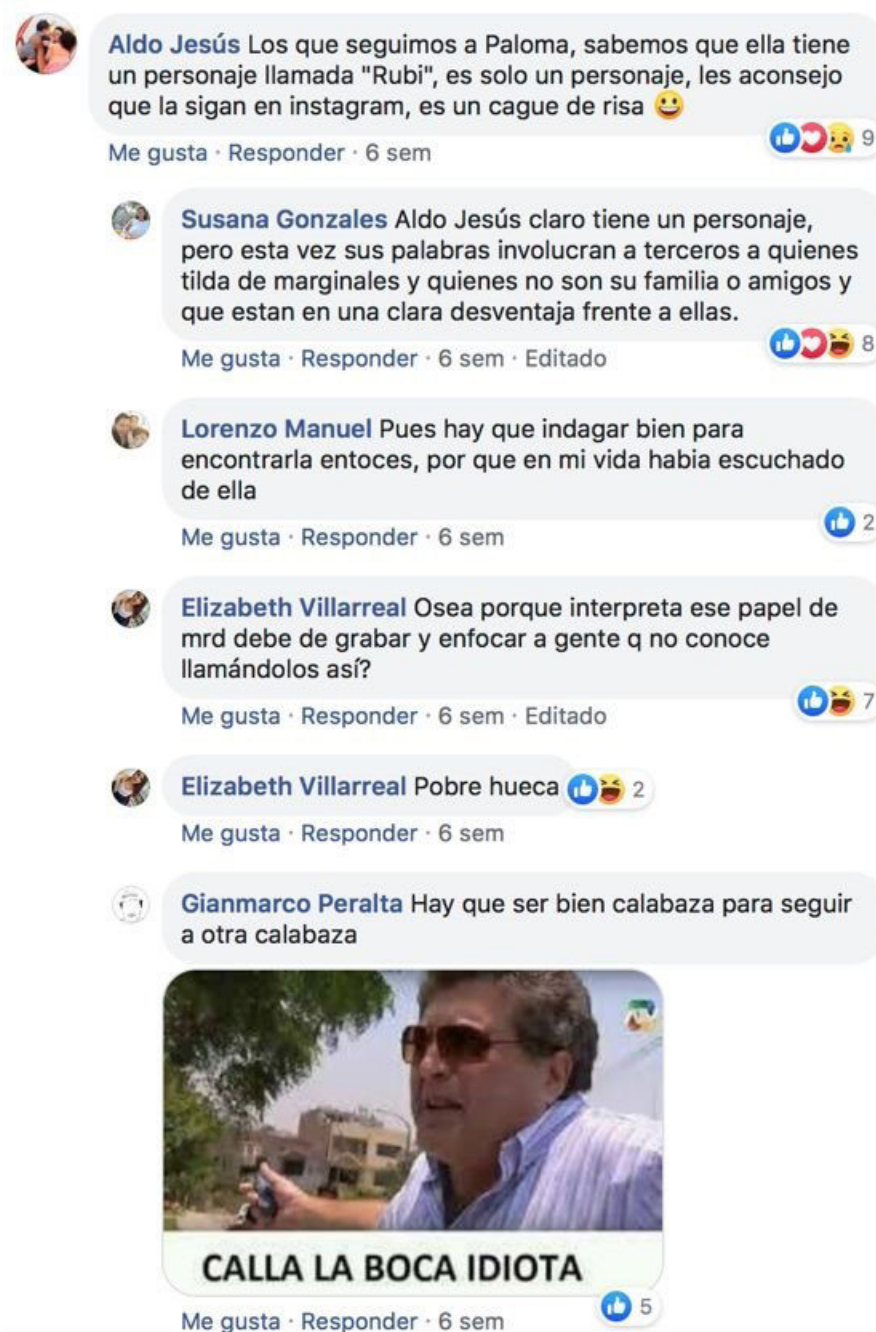 Aldo Jesús Los que seguimos a Paloma, sabemos que ella tiene
un personaje llamada "Rubi", es solo un personaje, les aconsejo
que la sigan en instagram, es un cague de risa 😀
9
Me gusta · Responder · 6 sem
Susana Gonzales Aldo Jesús claro tiene un personaje,
pero esta vez sus palabras involucran a terceros a quienes
tilda de marginales y quienes no son su familia o amigos y
que estan en una clara desventaja frente a ellas.
8
Me gusta · Responder · 6 sem · Editado
Lorenzo Manuel Pues hay que indagar bien para
encontrarla entoces, por que en mi vida habia escuchado
de ella
2
Me gusta · Responder · 6 sem
Elizabeth Villarreal Osea porque interpreta ese papel de
mrd debe de grabar y enfocar a gente q no conoce
llamándolos así?
7
Me gusta · Responder · 6 sem · Editado
Elizabeth Villarreal Pobre hueca 2
Me gusta · Responder · 6 sem
Gianmarco Peralta Hay que ser bien calabaza para seguir
a otra calabaza
CALLA LA BOCA IDIOTA
5
Me gusta · Responder · 6 sem